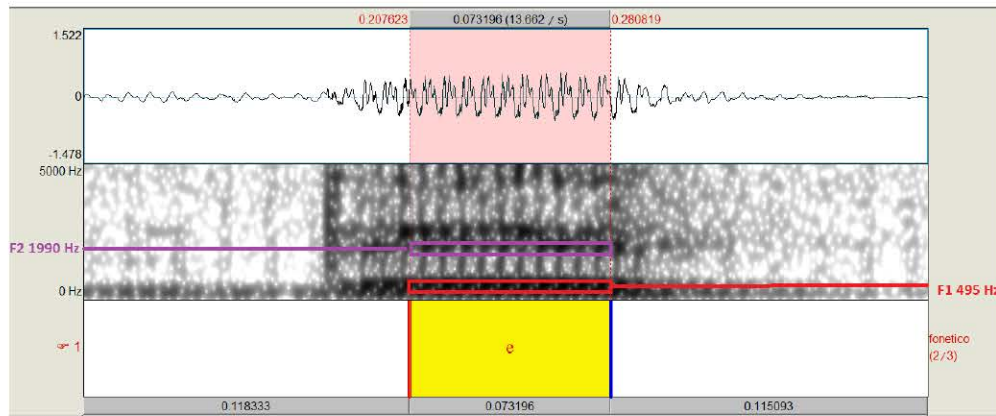 0.207623 0.073196 (13.662 / s) 0.280819
1.522
0
-1.478
5000 Hz
F2 1990 Hz
0 Hz
F1 495 Hz
☞ 1
e
fonetico
(2/3)
0.118333 0.073196 0.115093